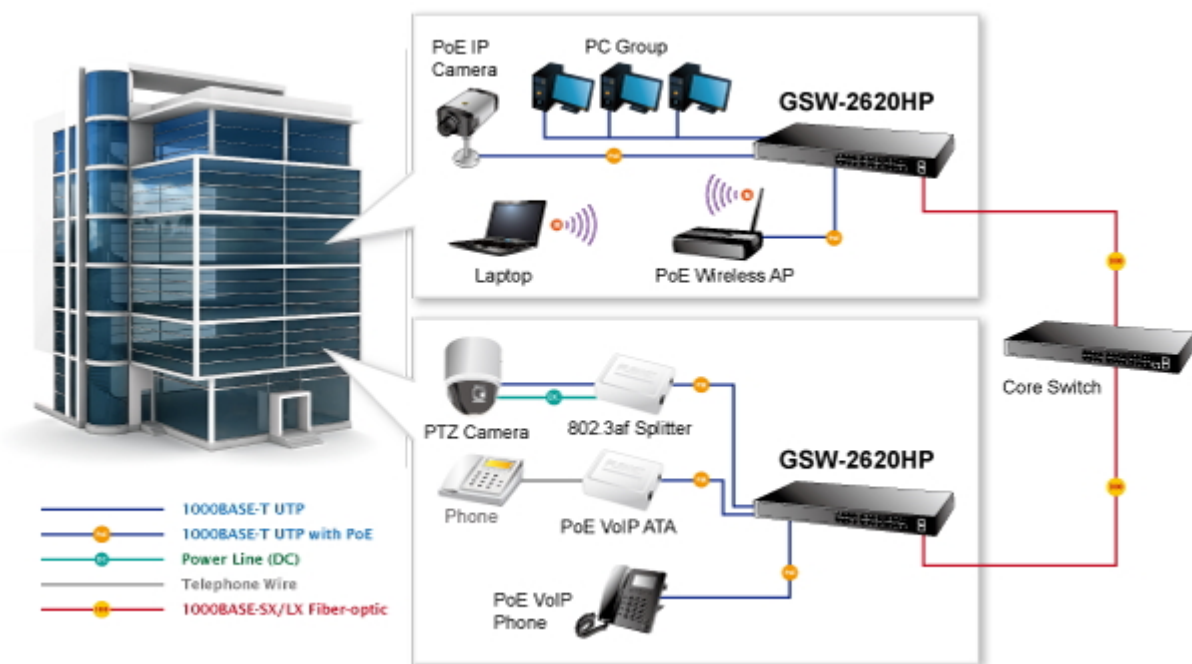 PoE IP
Camera
PC Group
GSW-2620HP
Laptop
PoE Wireless AP
Core Switch
PTZ Camera
DC
802.3af Splitter
GSW-2620HP
Phone
PoE VoIP ATA
PoE VoIP
Phone
1000BASE-T UTP
1000BASE-T UTP with PoE
Power Line (DC)
Telephone Wire
1000BASE-SX/LX Fiber-optic